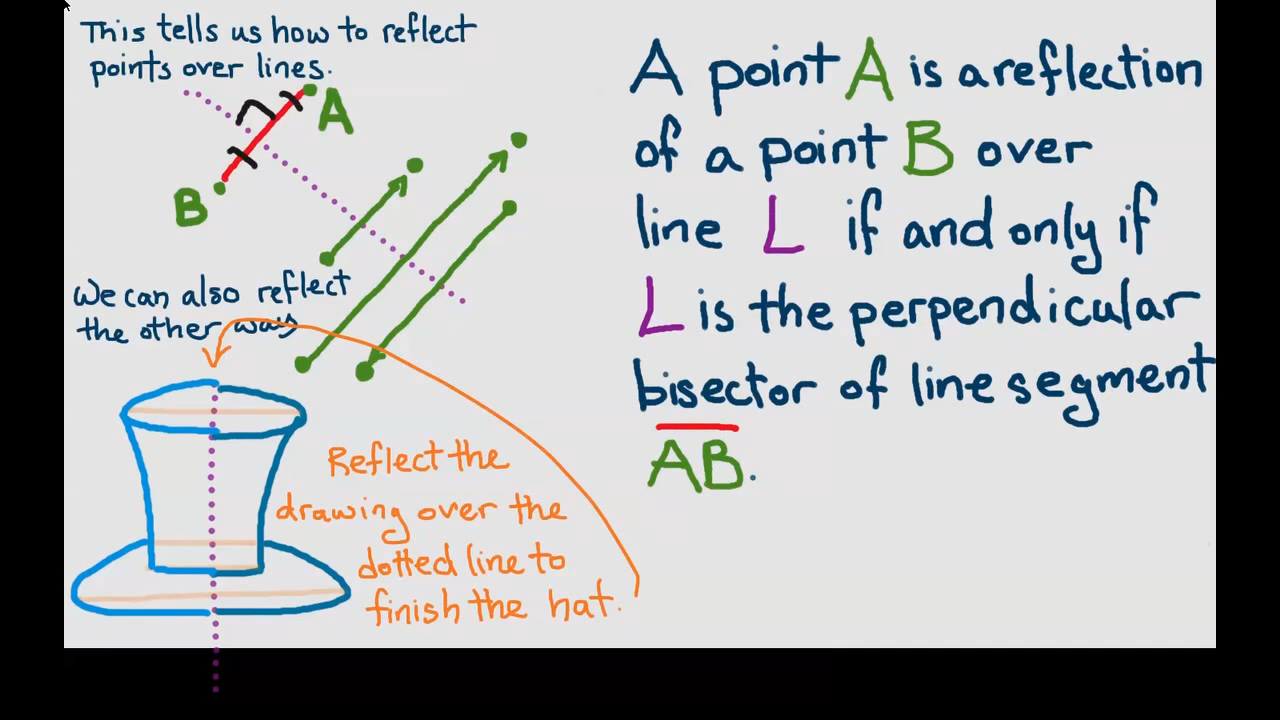 This tells us how to reflect
points over lines.
A
B
We can also reflect
the other way
Reflect the
drawing over the
dotted line to
finish the hat.
A point A is a reflection
of a point B over
line L if and only if
L is the perpendicular
bisector of line segment
AB.